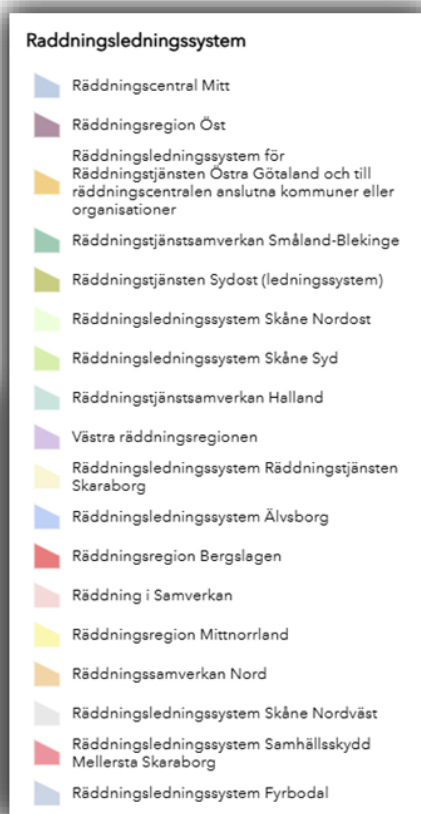 Raddningsledningssystem
Räddningscentral Mitt
Räddningsregion Öst
Räddningsledningssystem för
Räddningstjänsten Östra Götaland och till
räddningscentralen anslutna kommuner eller
organisationer
Räddningstjänstsamverkan Småland-Blekinge
Räddningstjänsten Sydost (ledningssystem)
Räddningsledningssystem Skåne Nordost
Räddningsledningssystem Skåne Syd
Räddningstjänstsamverkan Halland
Västra räddningsregionen
Räddningsledningssystem Räddningstjänsten
Skaraborg
Räddningsledningssystem Älvsborg
Räddningsregion Bergslagen
Räddning i Samverkan
Räddningsregion Mittnorrland
Räddningssamverkan Nord
Räddningsledningssystem Skåne Nordväst
Räddningsledningssystem Samhällsskydd
Mellersta Skaraborg
Räddningsledningssystem Fyrbodal